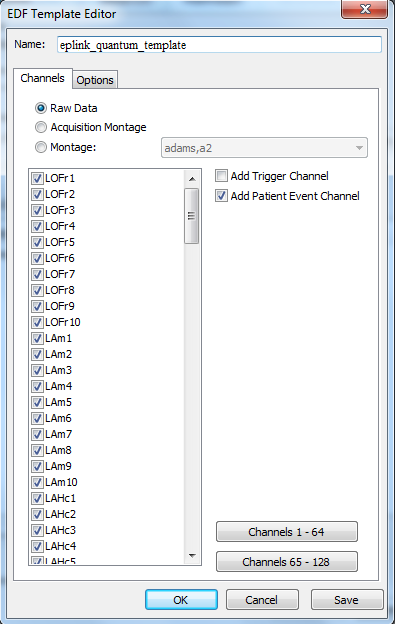 EDF Template Editor
Name: eplink_quantum_template
Channels Options
Raw Data
Acquisition Montage
Montage: adams,a2
Add Trigger Channel
Add Patient Event Channel
LOFr1
LOFr2
LOFr3
LOFr4
LOFr5
LOFr6
LOFr7
LOFr8
LOFr9
LOFr10
LAm1
LAm2
LAm3
LAm4
LAm5
LAm6
LAm7
LAm8
LAm9
LAm10
LAHc1
LAHc2
LAHc3
LAHc4
LAHc5
Channels 1 - 64
Channels 65 - 128
OK Cancel Save